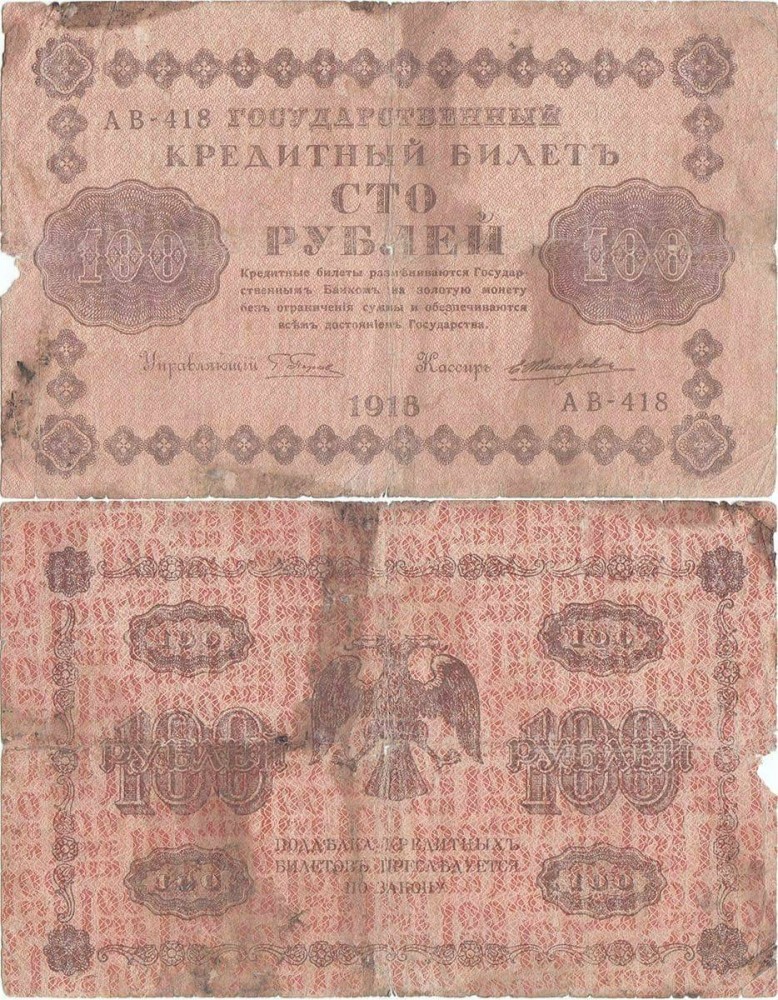 АВ-418 ГОСУДАРСТВЕННЫЙ
КРЕДИТНЫЙ БИЛЕТЪ
СТО
РУБЛЕЙ
100
100
Кредитные билеты размѣниваются Государ-
ственнымъ Банкомъ на золотую монету
безъ ограниченія суммы и обезпечиваются
всѣмъ достояніемъ Государства.
Управляющій
Кассиръ
1918
АВ-418
100
100
100
РУБЛЕЙ
100
РУБЛЕЙ
ПОДДѢЛКА КРЕДИТНЫХЪ
БИЛЕТОВЪ ПРЕСЛѢДУЕТСЯ
ПО ЗАКОНУ
100
100